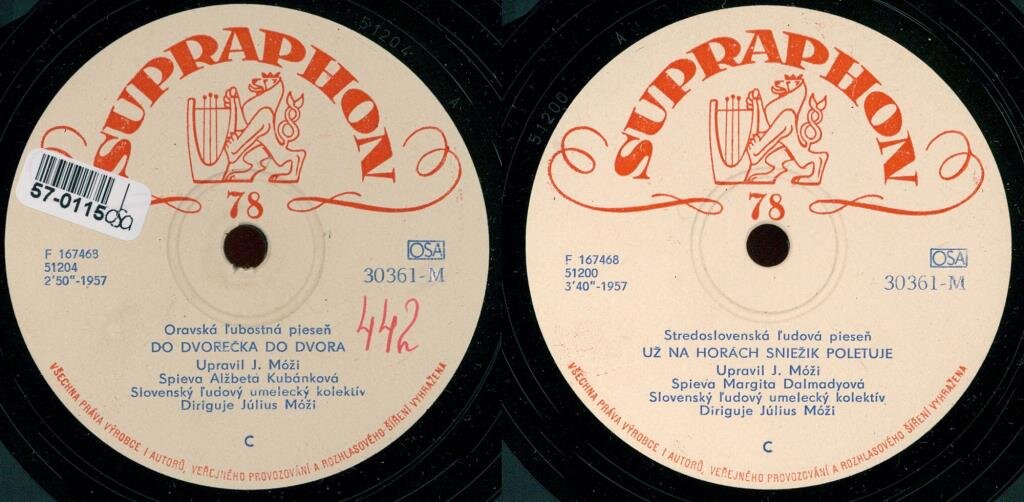 51204
A
SUPRAPHON
78
57-0115
OSA
F 167468
51204
2'50"-1957
OSA
30361-M
442
Oravská ľubostná pieseň
DO DVOREČKA DO DVORA
Upravil J. Móži
Spieva Alžbeta Kubánková
Slovenský ľudový umelecký kolektív
Diriguje Július Móži
C
VŠECHNA PRÁVA VÝROBCE I AUTORŮ, VEŘEJNÉHO PROVOZOVÁNÍ A ROZHLASOVÉHO ŠÍŘENÍ VYHRAŽENA
A
51200
SUPRAPHON
78
F 167468
51200
3'40"-1957
OSA
30361-M
Stredoslovenská ľudová pieseň
UŽ NA HORÁCH SNIEŽIK POLETUJE
Upravil J. Móži
Spieva Margita Dalmadyová
Slovenský ľudový umelecký kolektív
Diriguje Július Móži
C
VŠECHNA PRÁVA VÝROBCE I AUTORŮ, VEŘEJNÉHO PROVOZOVÁNÍ A ROZHLASOVÉHO ŠÍŘENÍ VYHRAŽENA